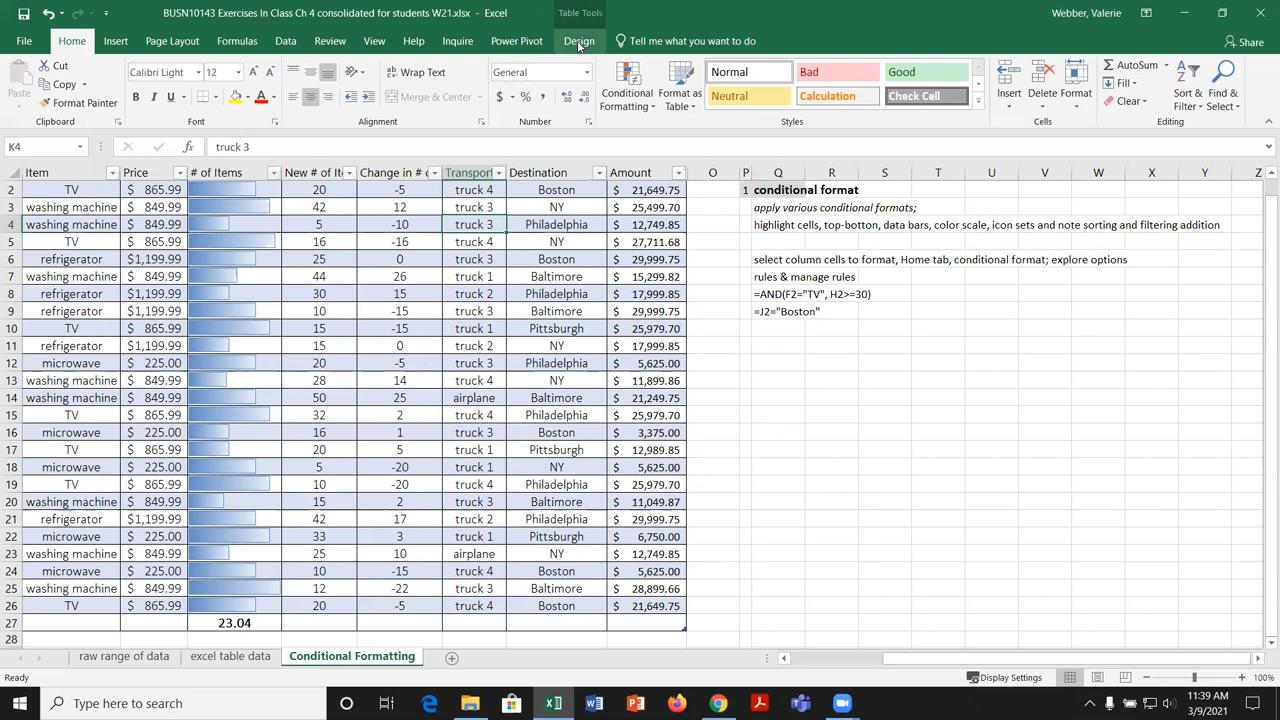 BUSN10143 Exercises In Class Ch 4 consolidated for students W21.xlsx - Excel
Table Tools
Webber, Valerie
File Home Insert Page Layout Formulas Data Review View Help Inquire Power Pivot Design Tell me what you want to do Share
Paste Cut Copy Format Painter Clipboard
Calibri Light 12 B I U A Font
Wrap Text Merge & Center Alignment
General $ % Number
Conditional Formatting Format as Table Normal Bad Good Neutral Calculation Check Cell Styles
Insert Delete Format Cells
AutoSum Fill Clear Sort & Filter Find & Select Editing
K4 fx truck 3
Item Price # of Items New # of Ite Change in # c Transport Destination Amount O P Q R S T U V W X Y Z
2 TV $ 865.99 20 -5 truck 4 Boston $ 21,649.75 1 conditional format
3 washing machine $ 849.99 42 12 truck 3 NY $ 25,499.70 apply various conditional formats;
4 washing machine $ 849.99 5 -10 truck 3 Philadelphia $ 12,749.85 highlight cells, top-botton, data bars, color scale, icon sets and note sorting and filtering addition
5 TV $ 865.99 16 -16 truck 4 NY $ 27,711.68
6 refrigerator $1,199.99 25 0 truck 3 Boston $ 29,999.75 select column cells to format, Home tab, conditional format; explore options
7 washing machine $ 849.99 44 26 truck 1 Baltimore $ 15,299.82 rules & manage rules
8 refrigerator $1,199.99 30 15 truck 2 Philadelphia $ 17,999.85 =AND(F2="TV", H2>=30)
9 refrigerator $1,199.99 10 -15 truck 3 Baltimore $ 29,999.75 =J2="Boston"
10 TV $ 865.99 15 -15 truck 1 Pittsburgh $ 25,979.70
11 refrigerator $1,199.99 15 0 truck 2 NY $ 17,999.85
12 microwave $ 225.00 20 -5 truck 3 Philadelphia $ 5,625.00
13 washing machine $ 849.99 28 14 truck 4 NY $ 11,899.86
14 washing machine $ 849.99 50 25 airplane Baltimore $ 21,249.75
15 TV $ 865.99 32 2 truck 4 Philadelphia $ 25,979.70
16 microwave $ 225.00 16 1 truck 3 Boston $ 3,375.00
17 TV $ 865.99 20 5 truck 1 Pittsburgh $ 12,989.85
18 microwave $ 225.00 5 -20 truck 1 NY $ 5,625.00
19 TV $ 865.99 10 -20 truck 4 Philadelphia $ 25,979.70
20 washing machine $ 849.99 15 2 truck 3 Baltimore $ 11,049.87
21 refrigerator $1,199.99 42 17 truck 2 Philadelphia $ 29,999.75
22 microwave $ 225.00 33 3 truck 1 Pittsburgh $ 6,750.00
23 washing machine $ 849.99 25 10 airplane NY $ 12,749.85
24 microwave $ 225.00 10 -15 truck 4 Boston $ 5,625.00
25 washing machine $ 849.99 12 -22 truck 3 Baltimore $ 28,899.66
26 TV $ 865.99 20 -5 truck 4 Boston $ 21,649.75
27 23.04
28
raw range of data excel table data Conditional Formatting
Ready Display Settings 100%
Type here to search
11:39 AM
3/9/2021